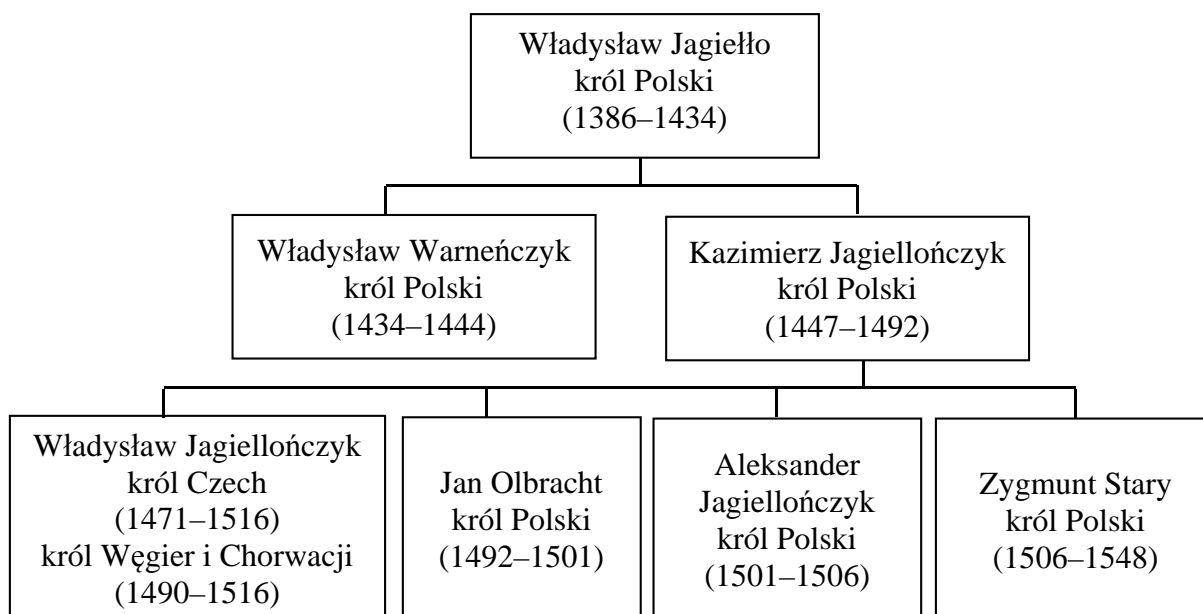 Władysław Jagiełło
król Polski
(1386–1434)
Władysław Warneńczyk
król Polski
(1434–1444)
Kazimierz Jagiellończyk
król Polski
(1447–1492)
Władysław Jagiellończyk
król Czech
(1471–1516)
król Węgier i Chorwacji
(1490–1516)
Jan Olbracht
król Polski
(1492–1501)
Aleksander
Jagiellończyk
król Polski
(1501–1506)
Zygmunt Stary
król Polski
(1506–1548)